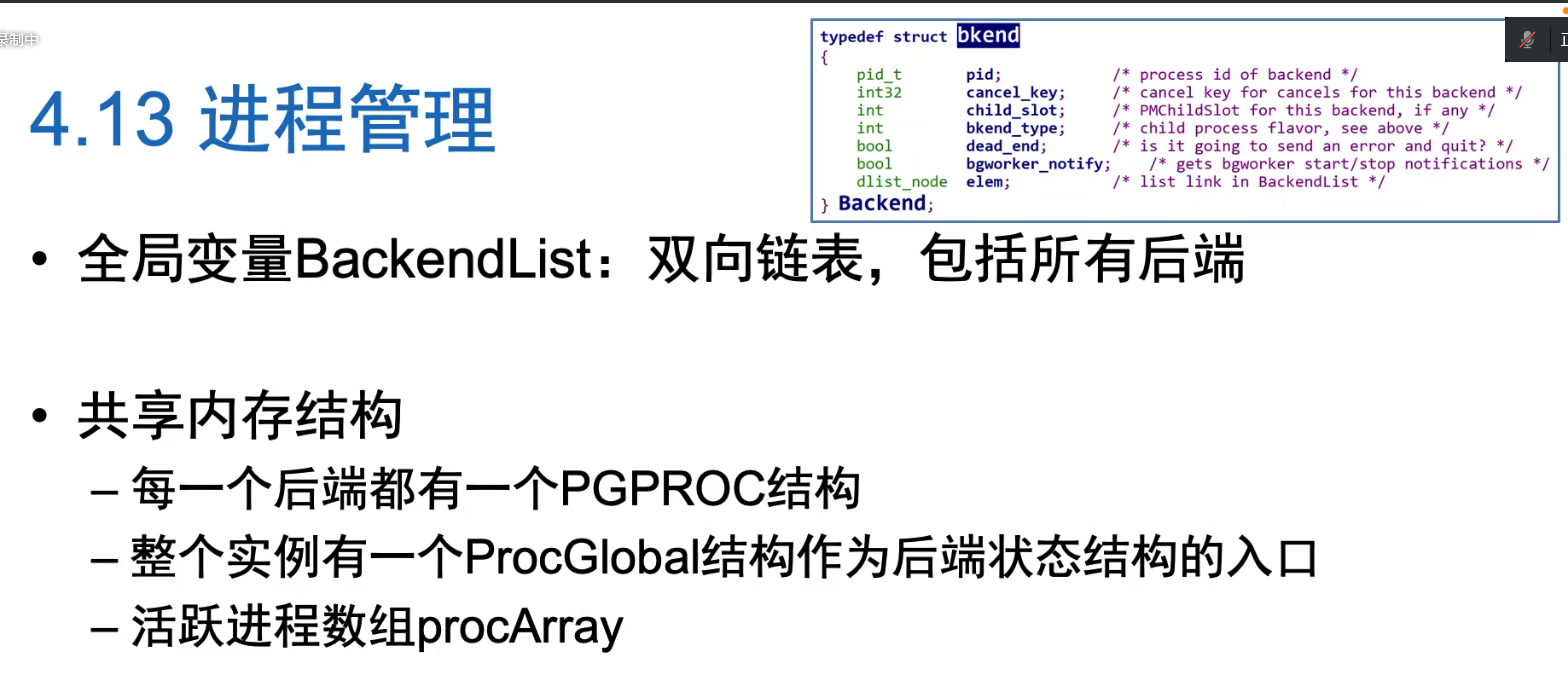 录制中
typedef struct bkend
{
pid_t pid; /* process id of backend */
int32 cancel_key; /* cancel key for cancels for this backend */
int child_slot; /* PMChildSlot for this backend, if any */
int bkend_type; /* child process flavor, see above */
bool dead_end; /* is it going to send an error and quit? */
bool bgworker_notify; /* gets bgworker start/stop notifications */
dlist_node elem; /* list link in BackendList */
} Backend;
4.13 进程管理
• 全局变量BackendList：双向链表，包括所有后端
• 共享内存结构
– 每一个后端都有一个PGPROC结构
– 整个实例有一个ProcGlobal结构作为后端状态结构的入口
– 活跃进程数组procArray